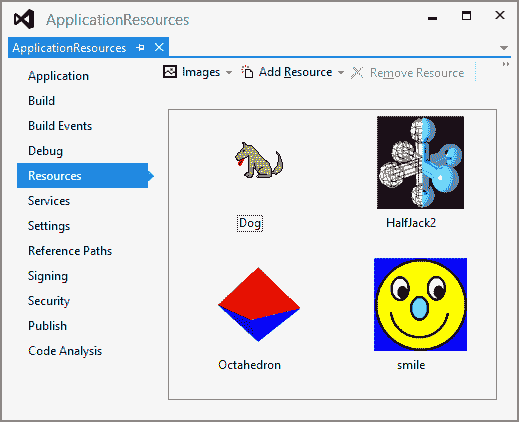 ApplicationResources
ApplicationResources
Images Add Resource Remove Resource
Application
Build
Build Events
Debug
Resources
Services
Settings
Reference Paths
Signing
Security
Publish
Code Analysis
Dog
HalfJack2
Octahedron
smile